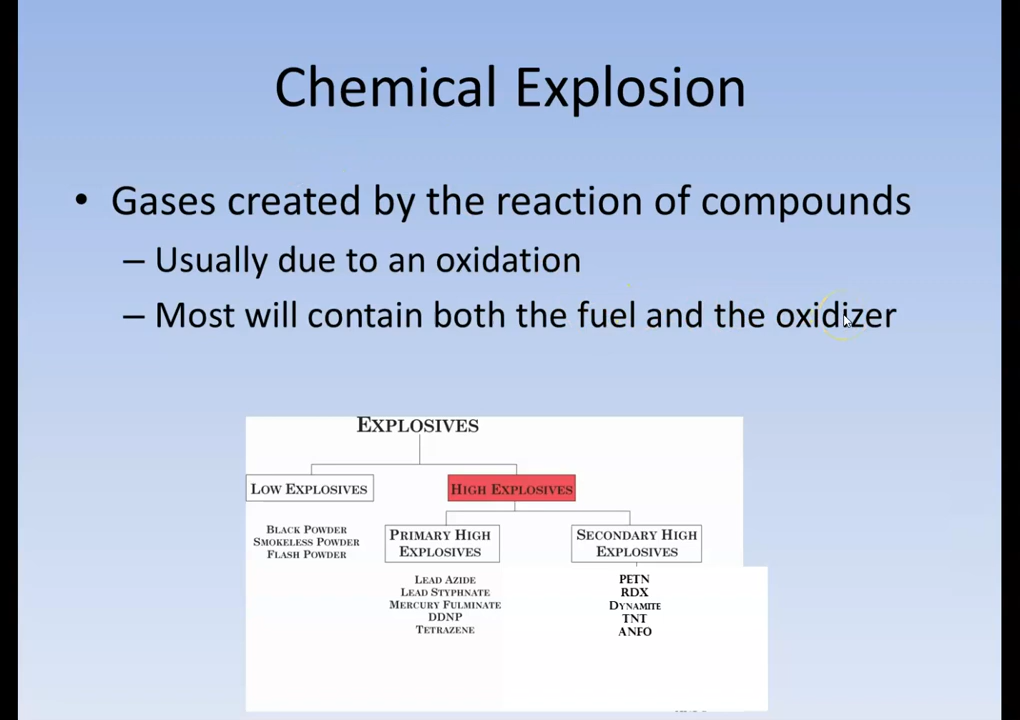 Chemical Explosion
• Gases created by the reaction of compounds
– Usually due to an oxidation
– Most will contain both the fuel and the oxidizer
EXPLOSIVES
LOW EXPLOSIVES
HIGH EXPLOSIVES
BLACK POWDER
SMOKELESS POWDER
FLASH POWDER
PRIMARY HIGH
EXPLOSIVES
SECONDARY HIGH
EXPLOSIVES
LEAD AZIDE
LEAD STYPHNATE
MERCURY FULMINATE
DDNP
TETRAZENE
PETN
RDX
DYNAMITE
TNT
ANFO